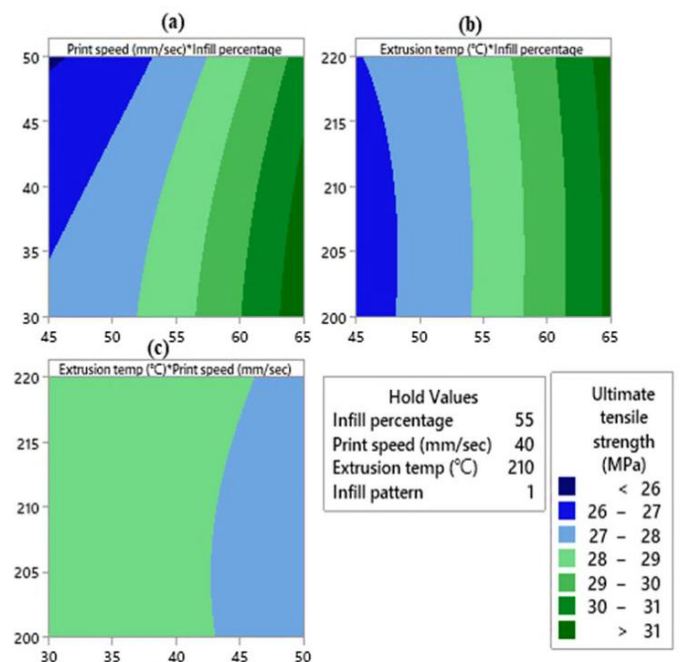 (a)
Print speed (mm/sec)*Infill percentage
50
45
40
35
30
45 50 55 60 65
(b)
Extrusion temp (℃)*Infill percentage
220
215
210
205
200
45 50 55 60 65
(c)
Extrusion temp (℃)*Print speed (mm/sec)
220
215
210
205
200
30 35 40 45 50
Hold Values
Infill percentage 55
Print speed (mm/sec) 40
Extrusion temp (℃) 210
Infill pattern 1
Ultimate
tensile
strength
(MPa)
< 26
26 – 27
27 – 28
28 – 29
29 – 30
30 – 31
> 31